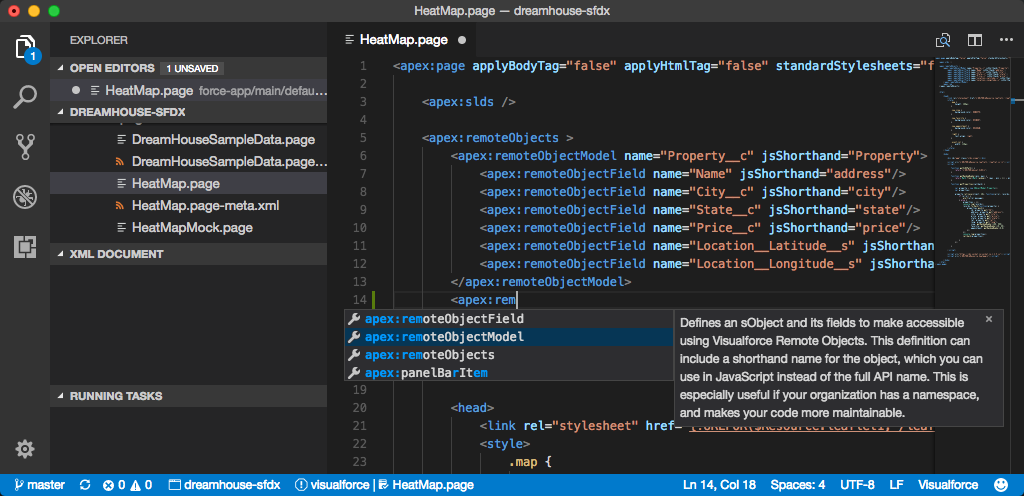 HeatMap.page — dreamhouse-sfdx
1
EXPLORER
OPEN EDITORS 1 UNSAVED
HeatMap.page force-app/main/defau...
DREAMHOUSE-SFDX
DreamHouseSampleData.page
DreamHouseSampleData.page...
HeatMap.page
HeatMap.page-meta.xml
HeatMapMock.page
XML DOCUMENT
RUNNING TASKS
HeatMap.page
1 <apex:page applyBodyTag="false" applyHtmlTag="false" standardStylesheets="f
2
3 <apex:slds />
4
5 <apex:remoteObjects >
6 <apex:remoteObjectModel name="Property__c" jsShorthand="Property">
7 <apex:remoteObjectField name="Name" jsShorthand="address"/>
8 <apex:remoteObjectField name="City__c" jsShorthand="city"/>
9 <apex:remoteObjectField name="State__c" jsShorthand="state"/>
10 <apex:remoteObjectField name="Price__c" jsShorthand="price"/>
11 <apex:remoteObjectField name="Location__Latitude__s" jsShorthan
12 <apex:remoteObjectField name="Location__Longitude__s" jsShortha
13 </apex:remoteObjectModel>
14 <apex:rem
apex:remoteObjectField
apex:remoteObjectModel
apex:remoteObjects
apex:panelBarItem
Defines an sObject and its fields to make accessible
using Visualforce Remote Objects. This definition can
include a shorthand name for the object, which you can
use in JavaScript instead of the full API name. This is
especially useful if your organization has a namespace,
and makes your code more maintainable.
19
20 <head>
21 <link rel="stylesheet" href=
22 <style>
23 .map {
master 0 0 dreamhouse-sfdx visualforce | HeatMap.page Ln 14, Col 18 Spaces: 4 UTF-8 LF Visualforce